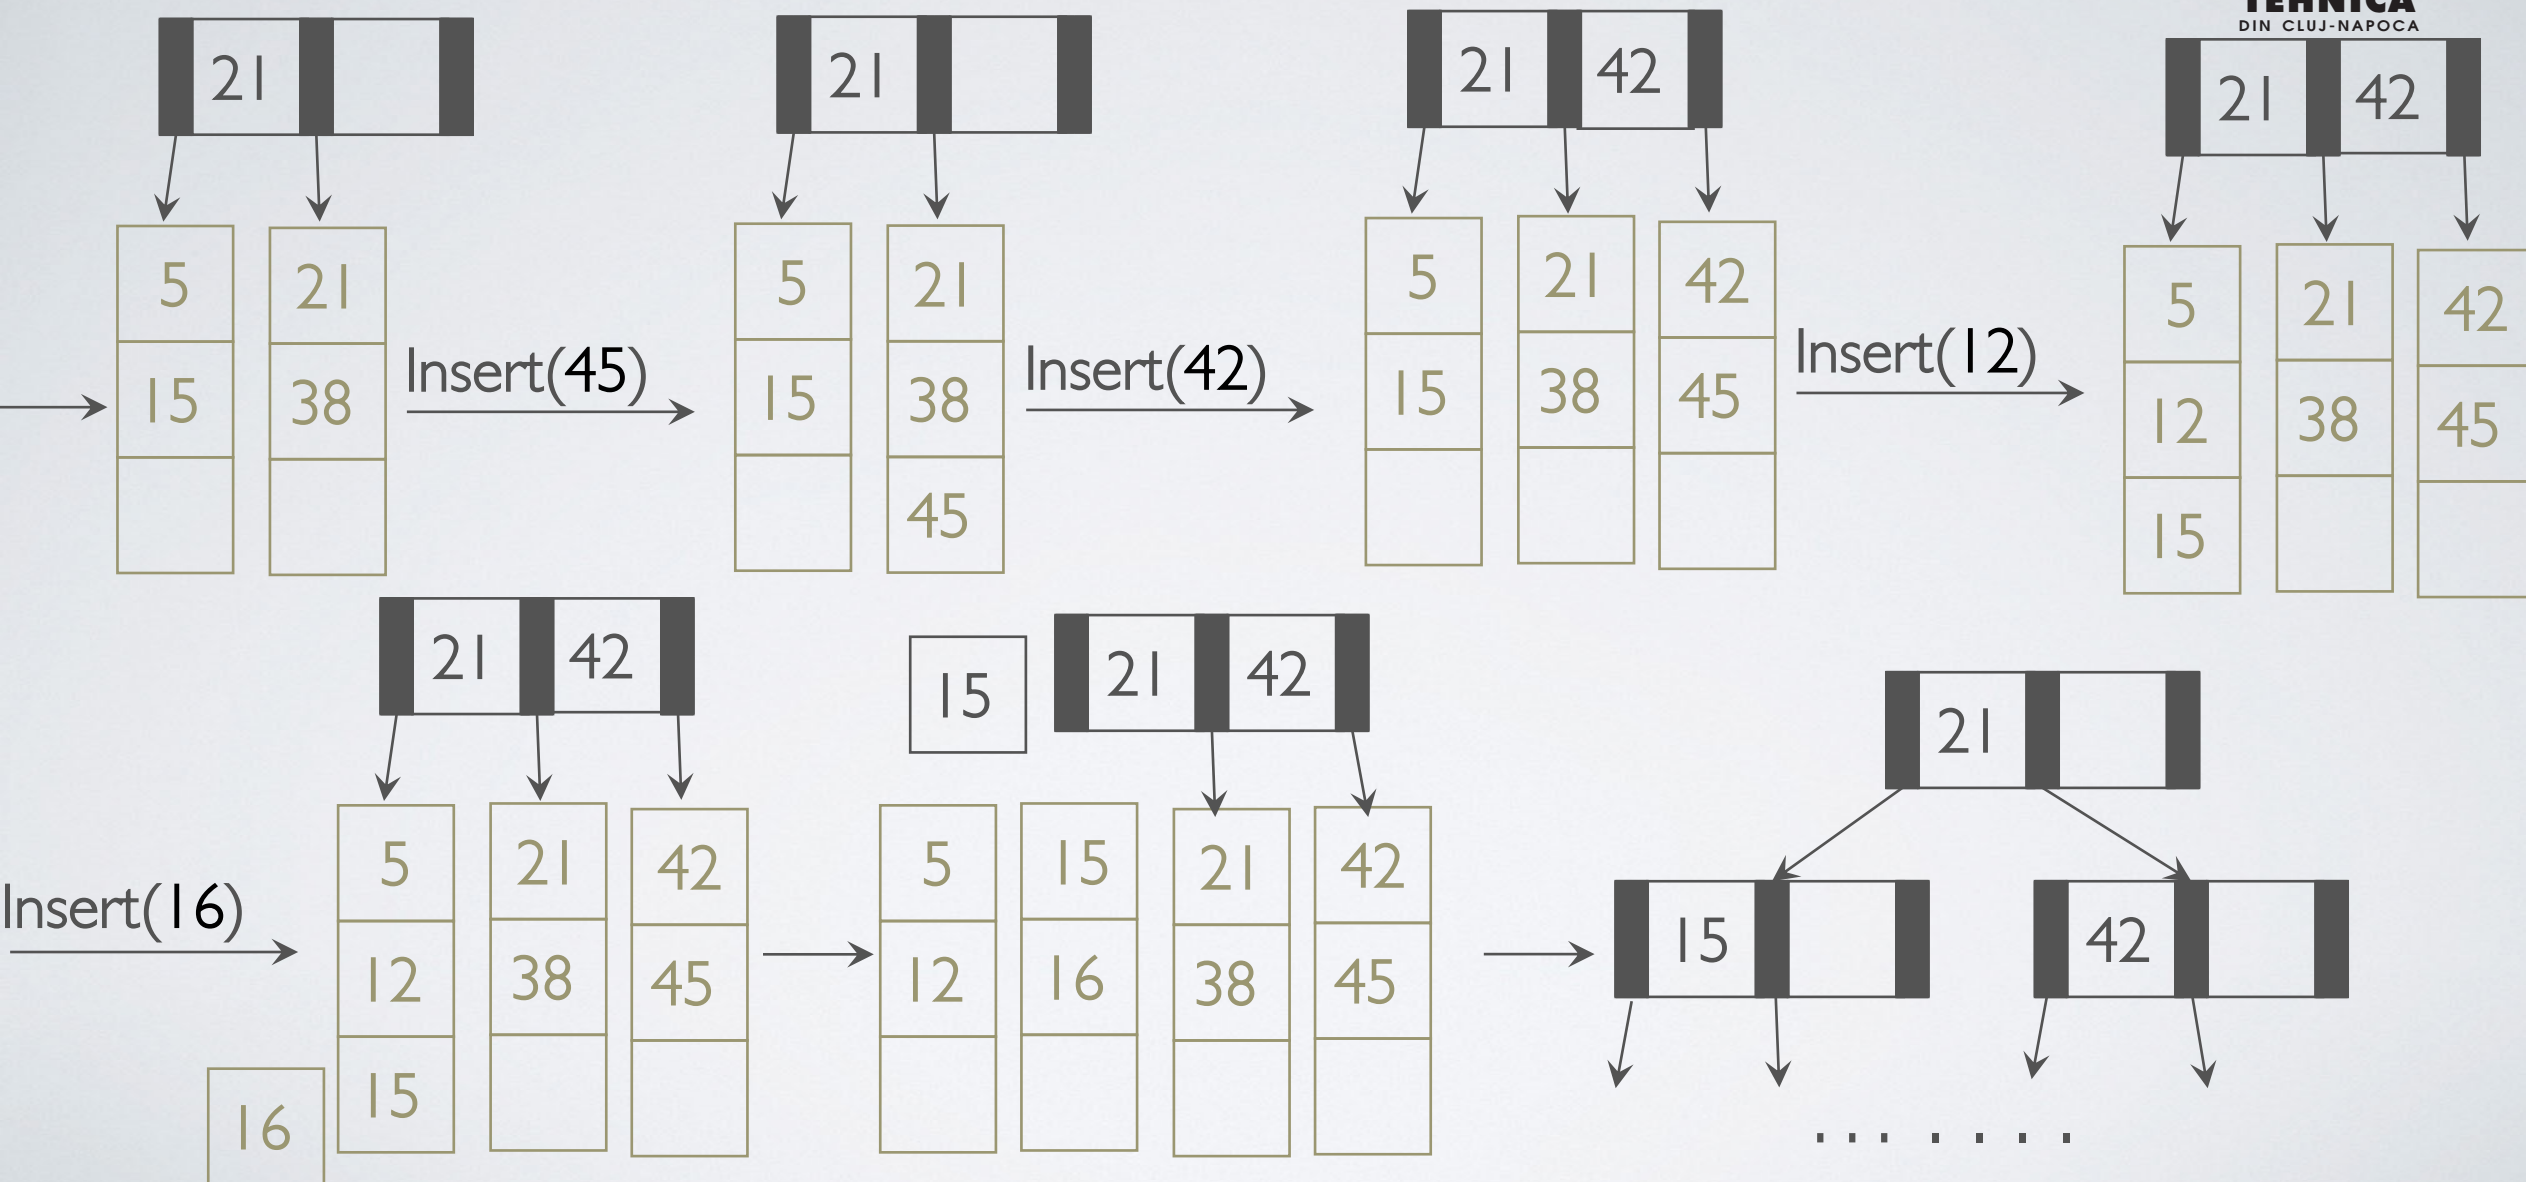 TEHNICA
DIN CLUJ-NAPOCA
21
21
21 42
21 42
5 21
15 38
Insert(45)
5 21
15 38
45
Insert(42)
5 21 42
15 38 45
Insert(12)
5 21 42
12 38 45
15
Insert(16)
21 42
5 21 42
12 38 45
15
16
15
21 42
5 15 21 42
12 16 38 45
21
15
42
. . . . . . .